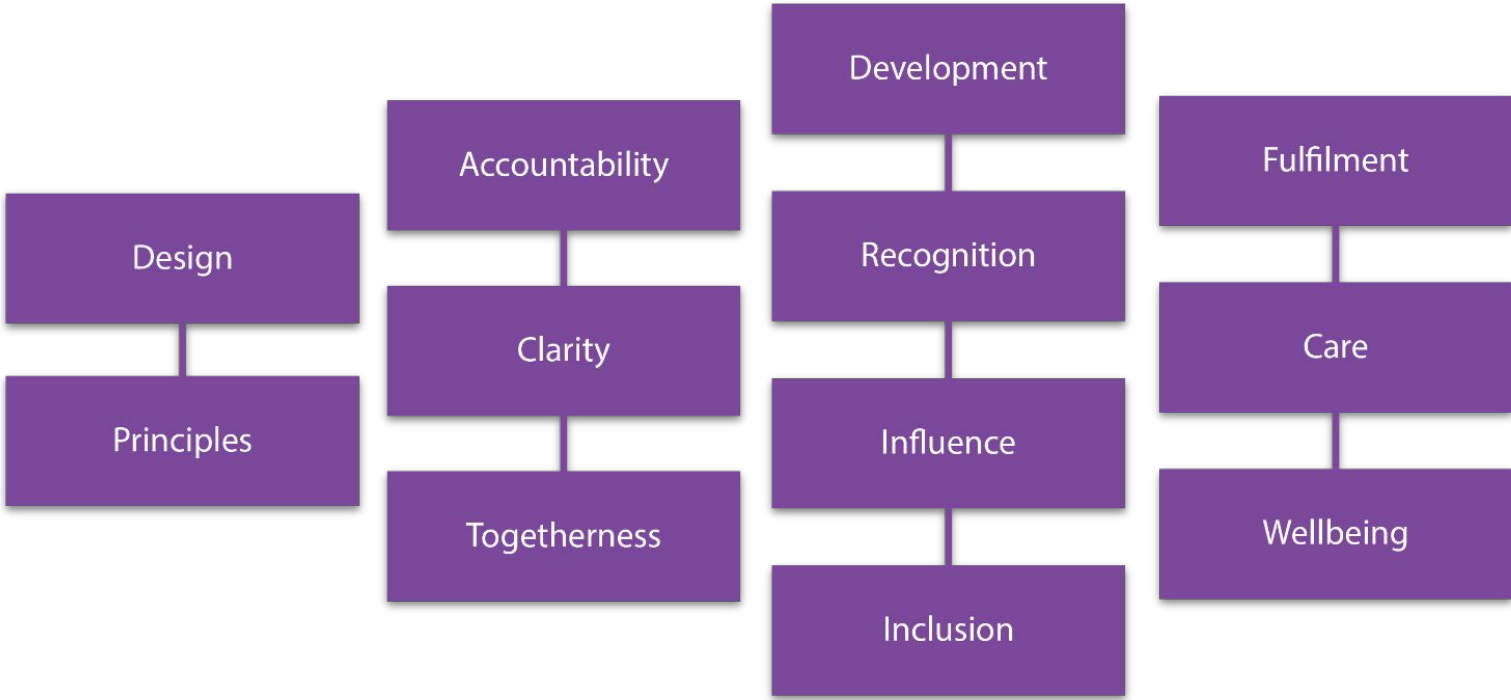 Design
Principles
Accountability
Clarity
Togetherness
Development
Recognition
Influence
Inclusion
Fulfilment
Care
Wellbeing